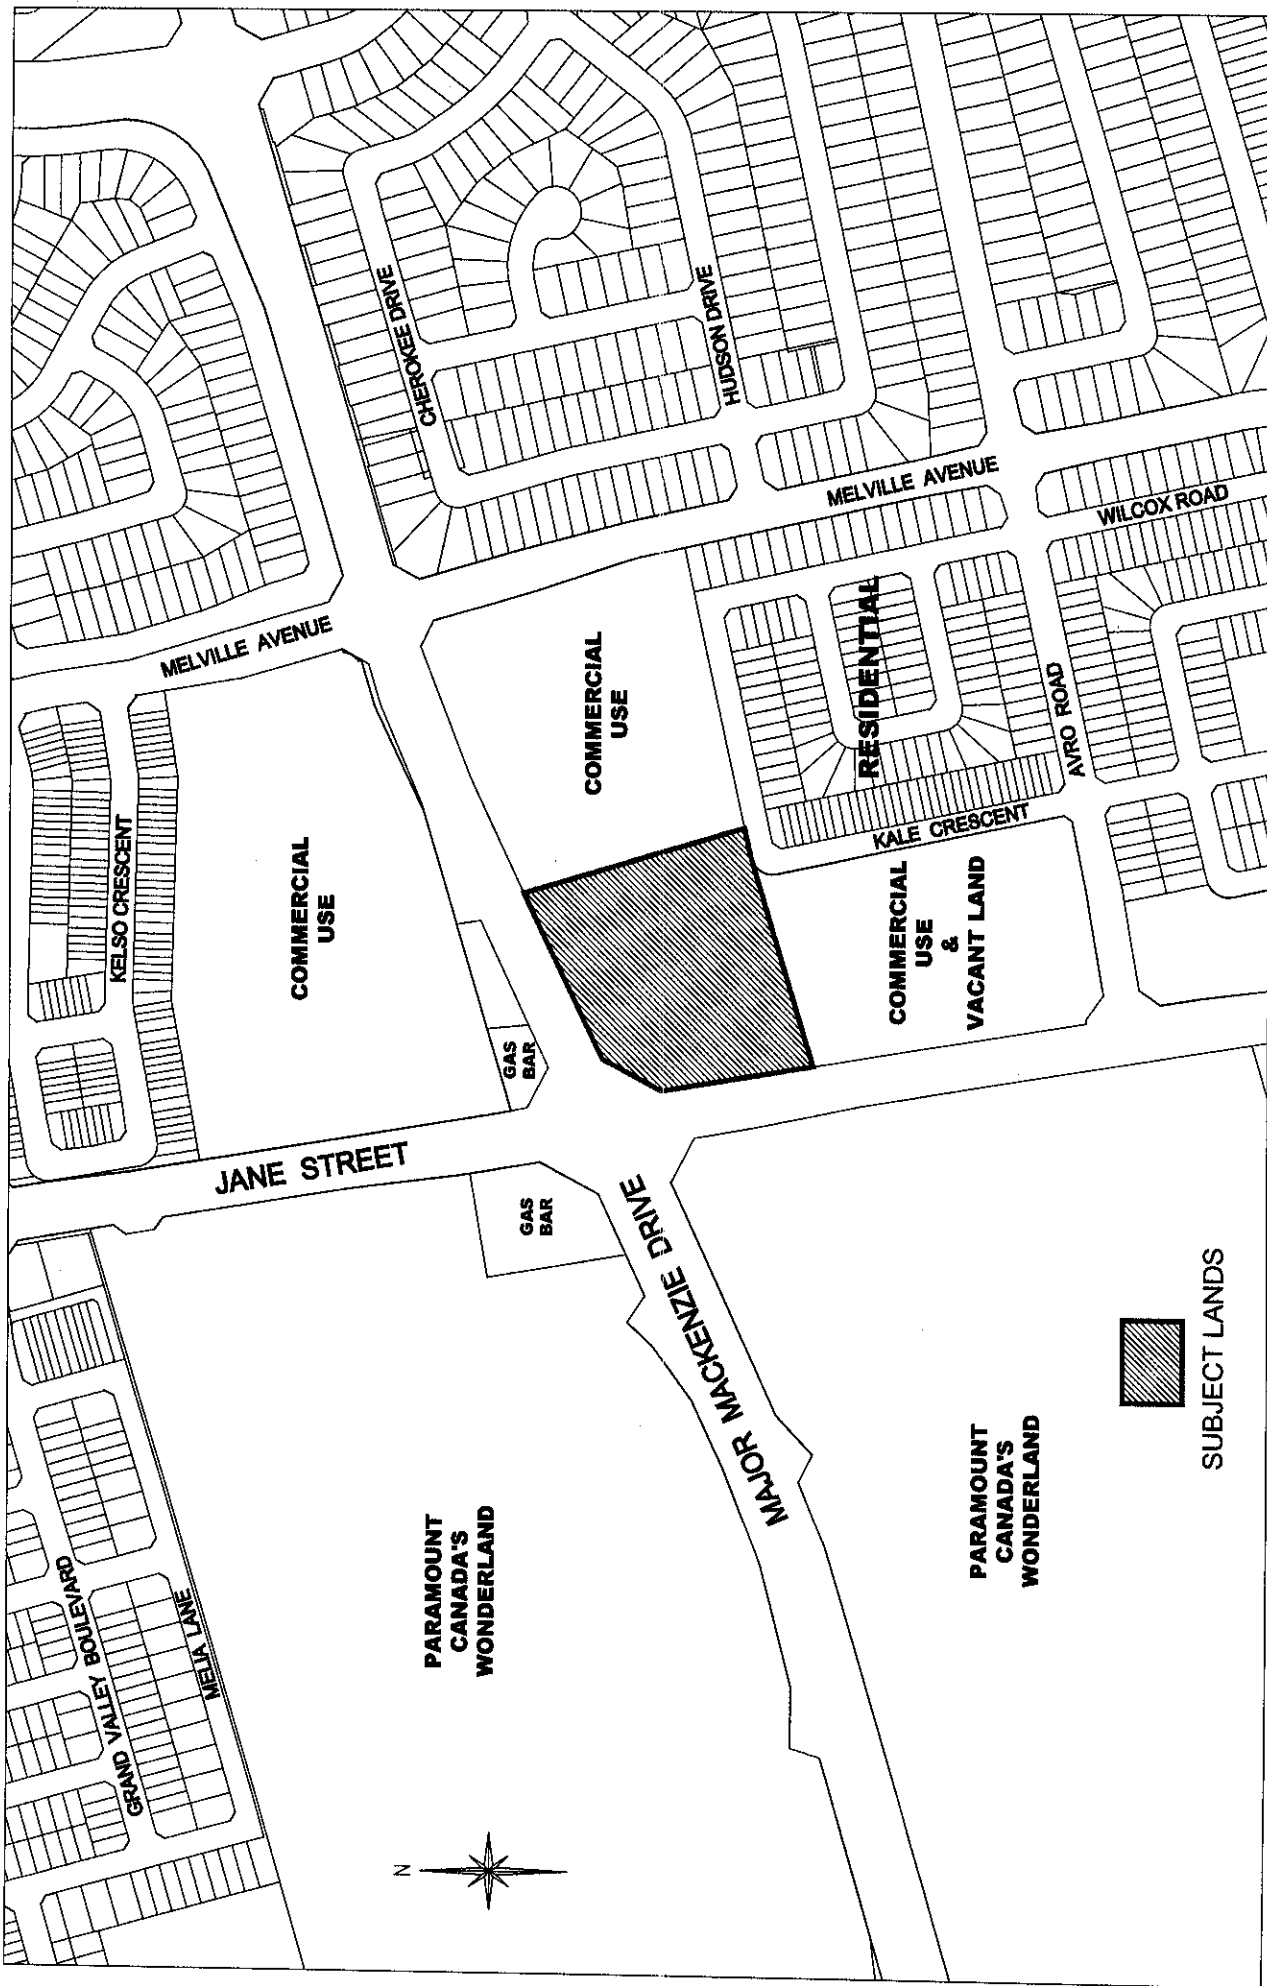 CHEROKEE DRIVE
HUDSON DRIVE
MELVILLE AVENUE
WILCOX ROAD
MELVILLE AVENUE
COMMERCIAL
USE
RESIDENTIAL
AVRO ROAD
KALE CRESCENT
KELSO CRESCENT
COMMERCIAL
USE
COMMERCIAL
USE
&
VACANT LAND
GAS
BAR
JANE STREET
GAS
BAR
MAJOR MACKENZIE DRIVE
PARAMOUNT
CANADA'S
WONDERLAND
PARAMOUNT
CANADA'S
WONDERLAND
GRAND VALLEY BOULEVARD
MELIA LANE
N
SUBJECT LANDS